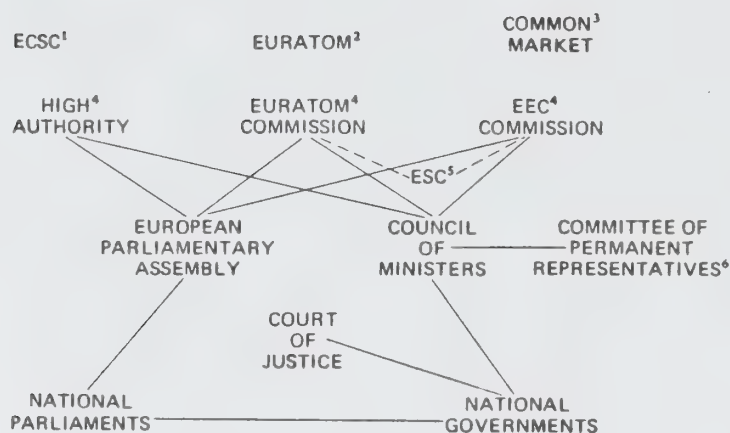 ECSC¹
EURATOM²
COMMON³
MARKET
HIGH⁴
AUTHORITY
EURATOM⁴
COMMISSION
EEC⁴
COMMISSION
ESC⁵
EUROPEAN
PARLIAMENTARY
ASSEMBLY
COUNCIL
OF
MINISTERS
COMMITTEE OF
PERMANENT
REPRESENTATIVES⁶
COURT
OF
JUSTICE
NATIONAL
PARLIAMENTS
NATIONAL
GOVERNMENTS